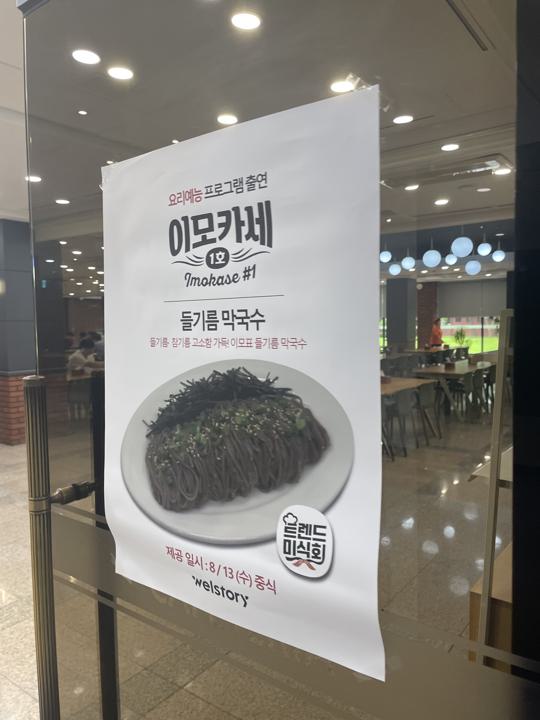 요리예능 프로그램 출연
이모카세
1호
Imokase #1
들기름 막국수
들기름· 참기름 고소함 가득! 이모표 들기름 막국수
트렌드
미식회
제공 일시 : 8 / 13 (수) 중식
welstory